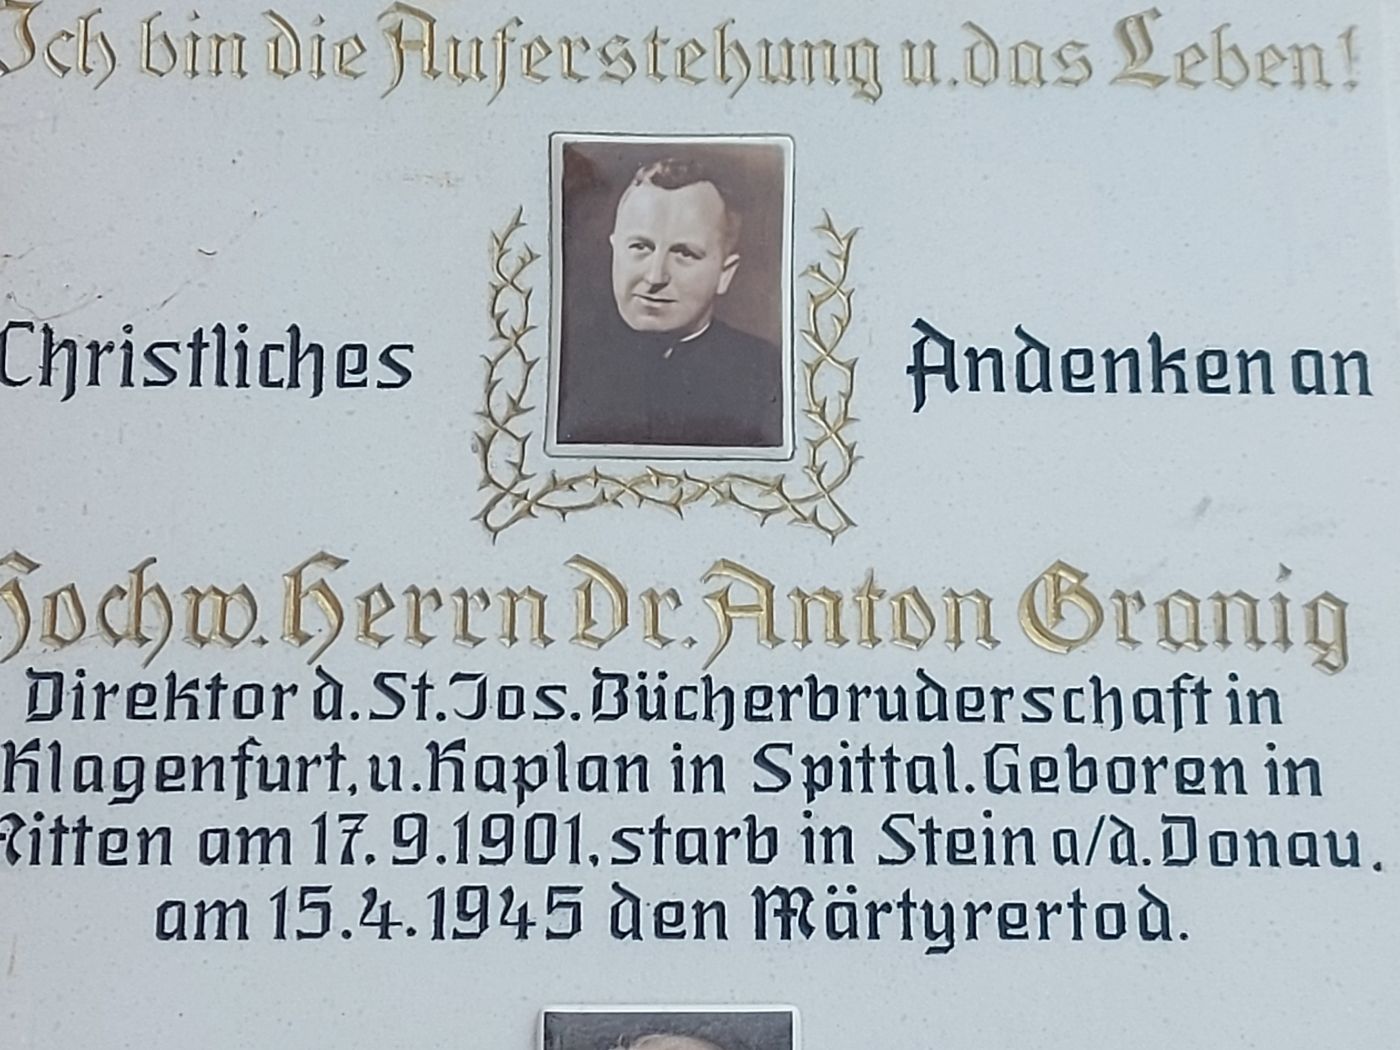 Ich bin die Auferstehung u. das Leben!
Christliches Andenken an
Hochw. Herrn Dr. Anton Granig
Direktor d. St. Jos. Bücherbruderschaft in
Klagenfurt, u. Kaplan in Spittal. Geboren in
Ritten am 17.9.1901, starb in Stein a/d. Donau.
am 15.4.1945 den Märtyrertod.